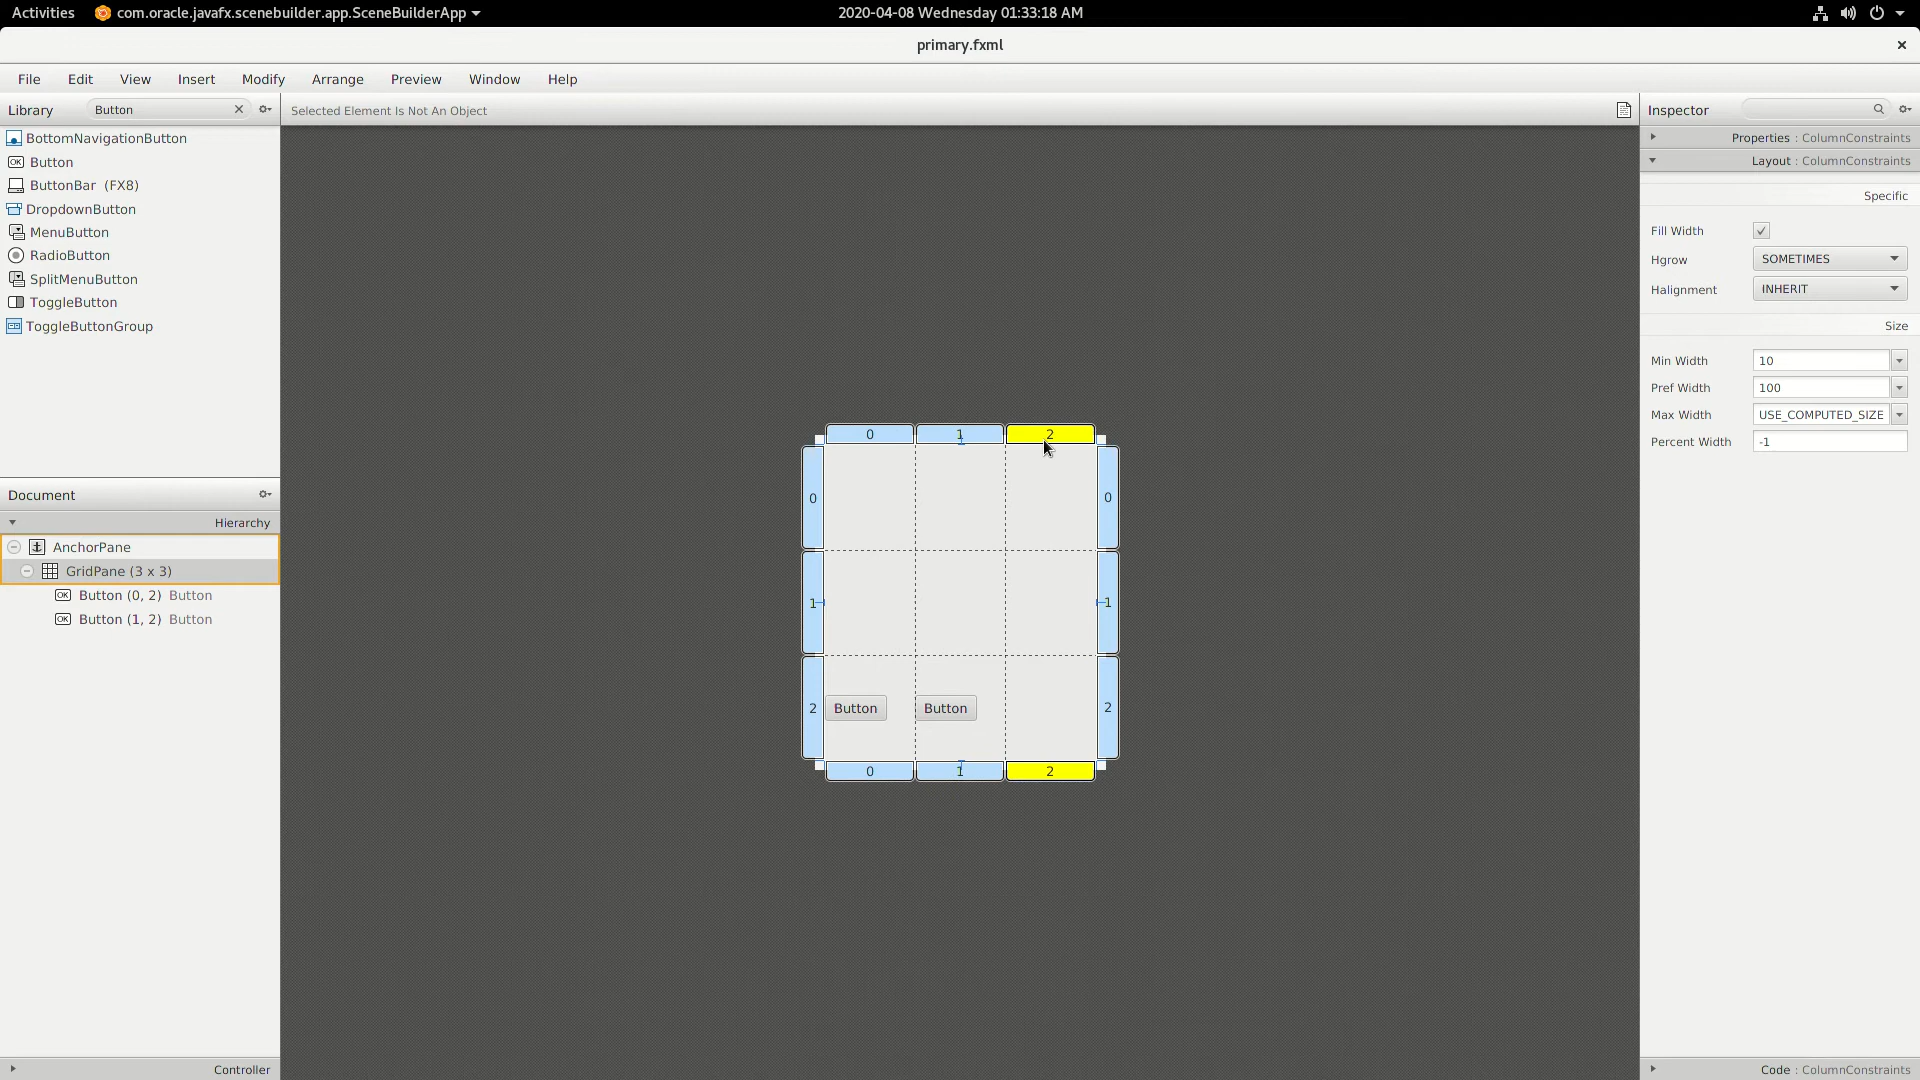 Activities
com.oracle.javafx.scenebuilder.app.SceneBuilderApp
2020-04-08 Wednesday 01:33:18 AM
primary.fxml
File Edit View Insert Modify Arrange Preview Window Help
Library
Button
Selected Element Is Not An Object
Inspector
BottomNavigationButton
Button
ButtonBar (FX8)
DropdownButton
MenuButton
RadioButton
SplitMenuButton
ToggleButton
ToggleButtonGroup
Document
Hierarchy
AnchorPane
GridPane (3 x 3)
Button (0, 2) Button
Button (1, 2) Button
Controller
0 1 2
0 0
1 1
2 Button Button 2
0 1 2
Properties : ColumnConstraints
Layout : ColumnConstraints
Specific
Fill Width
Hgrow SOMETIMES
Halignment INHERIT
Size
Min Width 10
Pref Width 100
Max Width USE_COMPUTED_SIZE
Percent Width -1
Code : ColumnConstraints